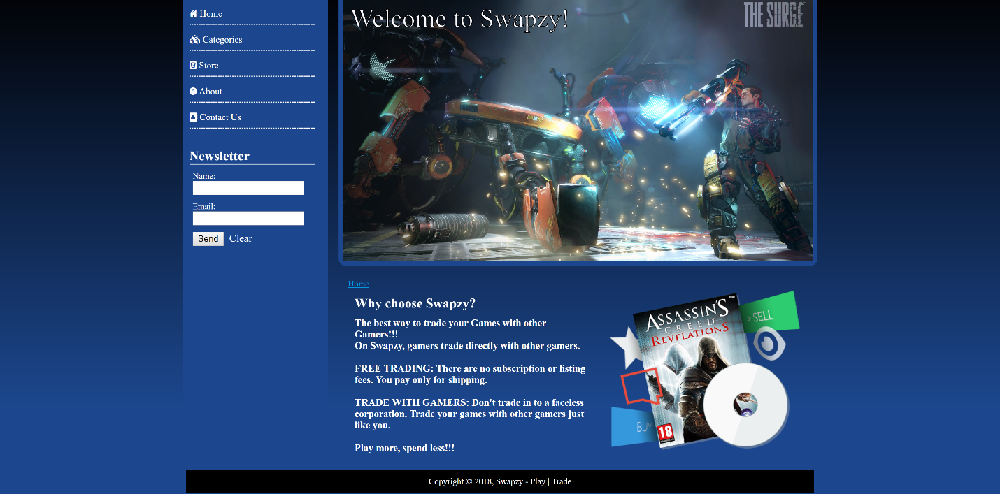 Home
Categories
Store
About
Contact Us
Newsletter
Name:
Email:
Send Clear
Welcome to Swapzy!
THE SURGE
Home
Why choose Swapzy?
The best way to trade your Games with other
Gamers!!!
On Swapzy, gamers trade directly with other gamers.
FREE TRADING: There are no subscription or listing
fees. You pay only for shipping.
TRADE WITH GAMERS: Don't trade in to a faceless
corporation. Trade your games with other gamers just
like you.
Play more, spend less!!!
ASSASSIN'S
CREED
REVELATIONS
> SELL
BUY
18
Copyright © 2018, Swapzy - Play | Trade